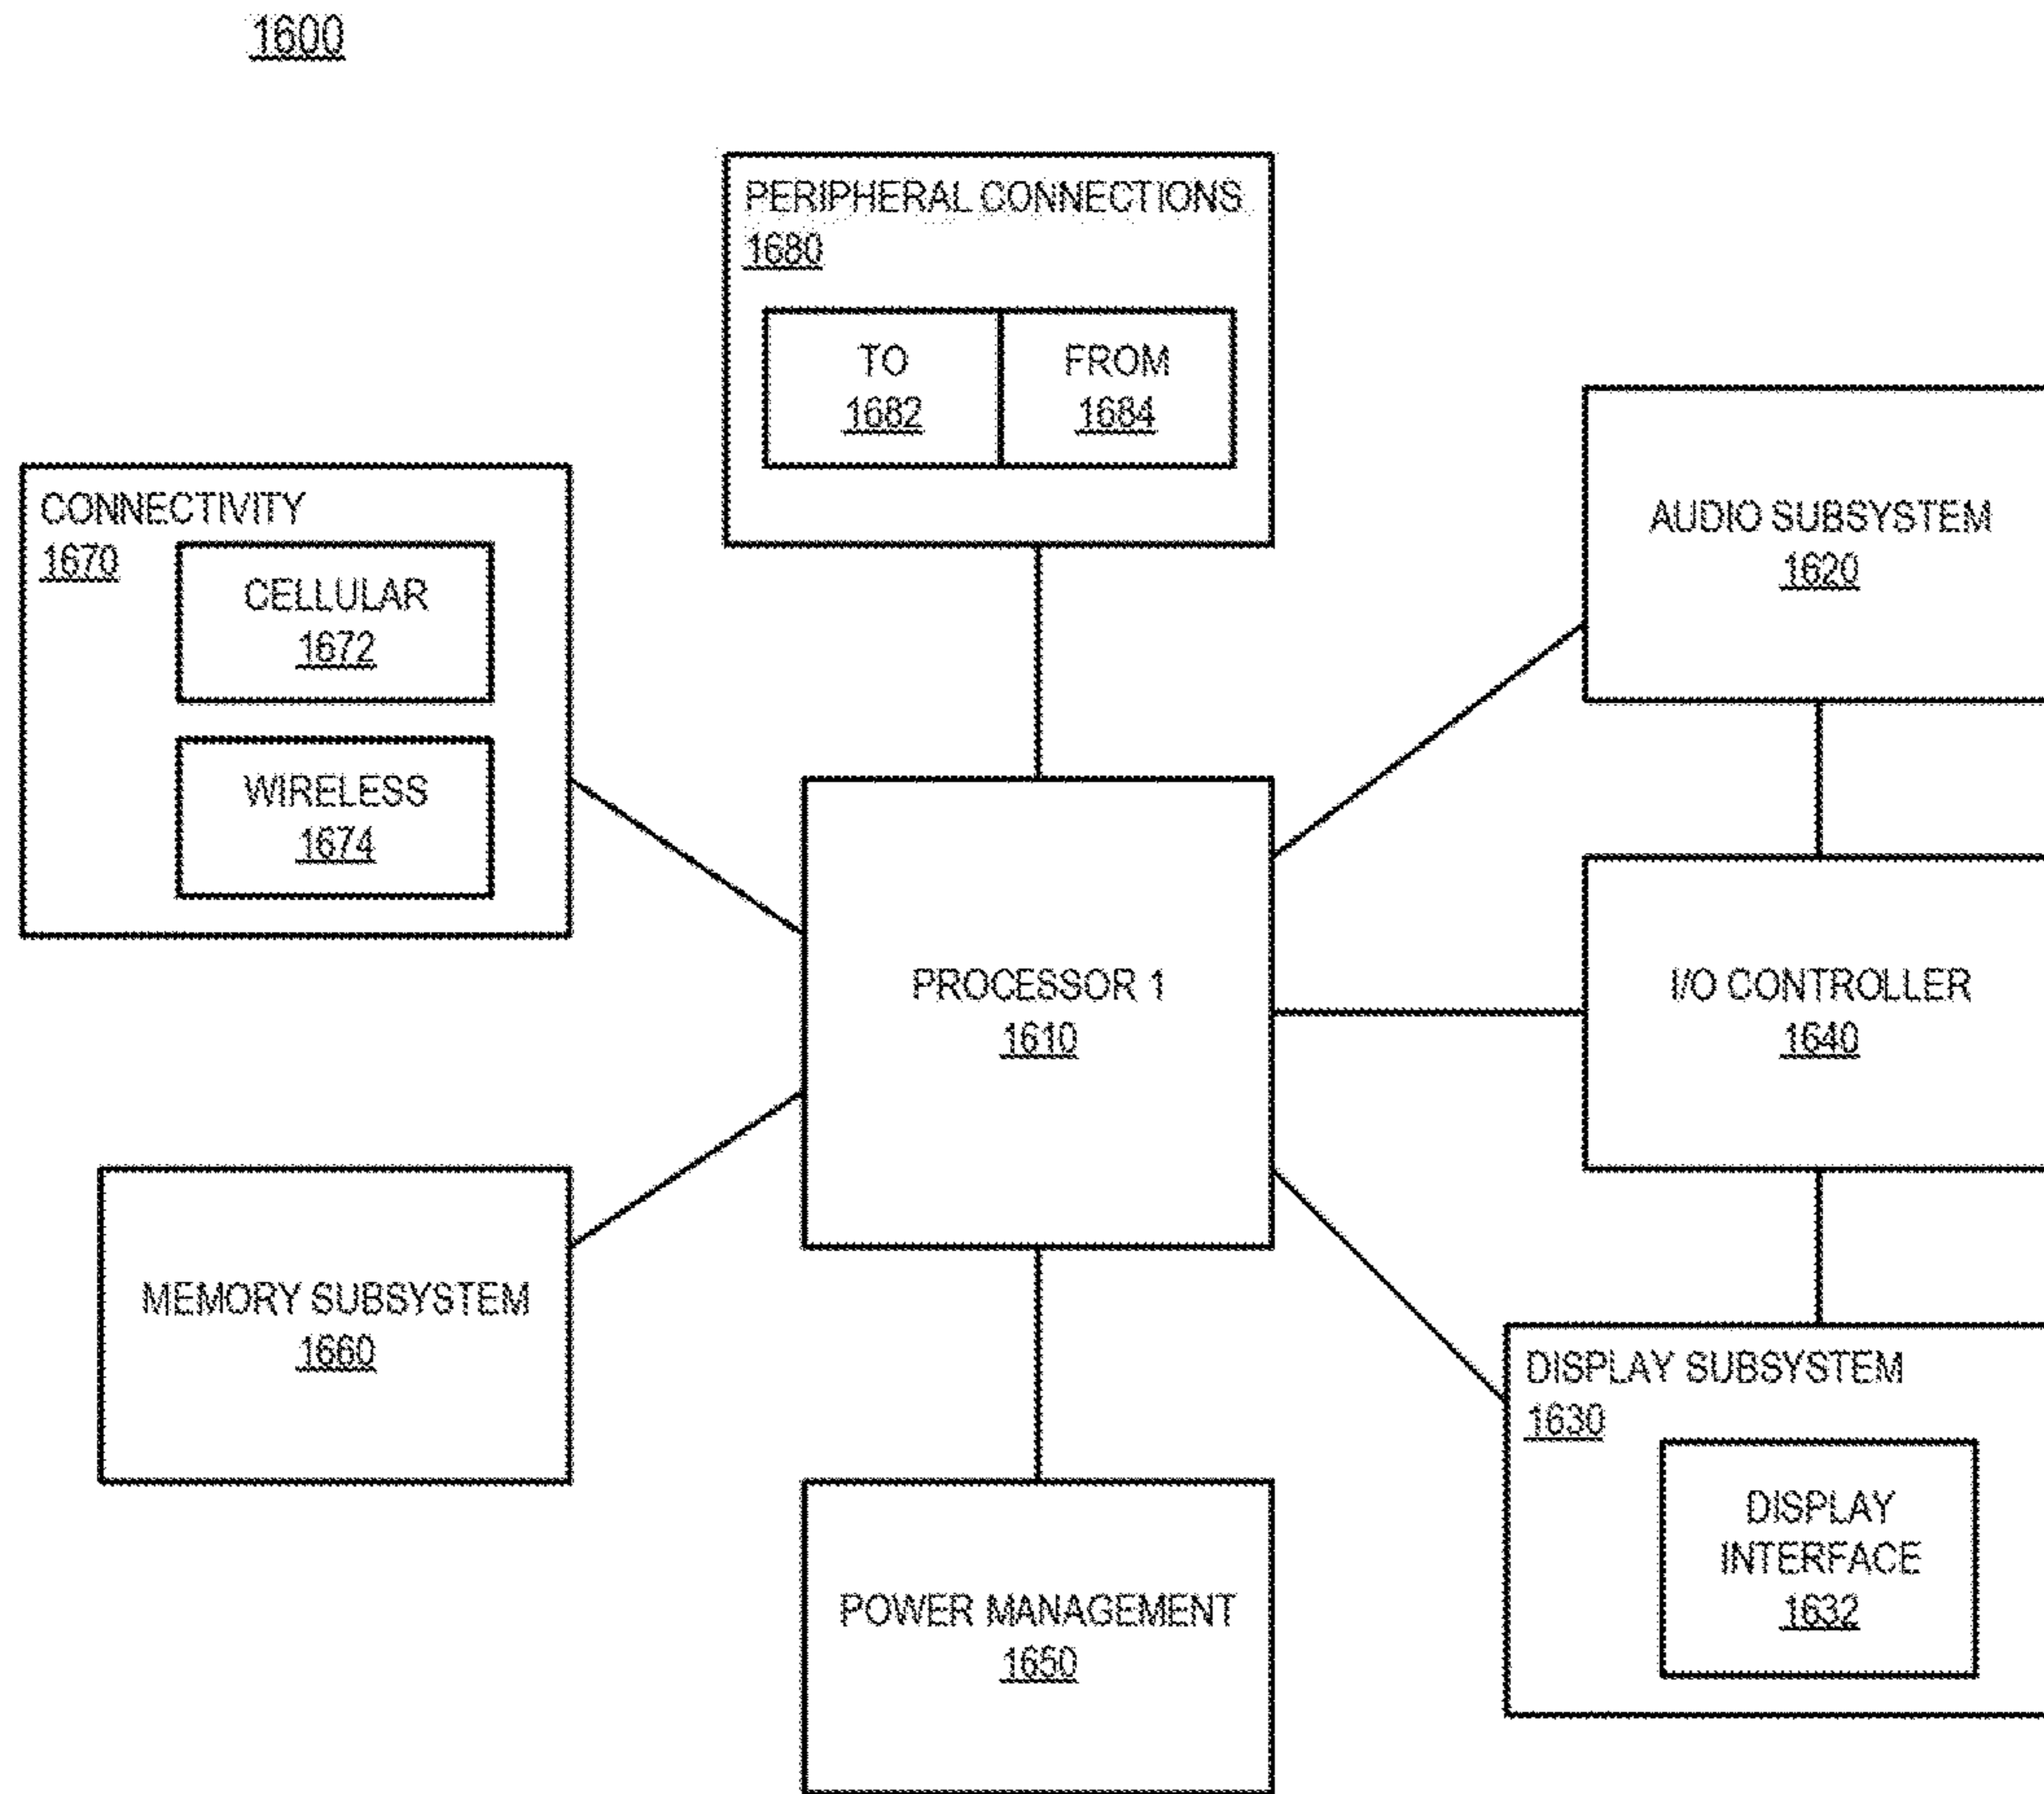 1600
PERIPHERAL CONNECTIONS
1680
TO
1682
FROM
1684
CONNECTIVITY
1670
CELLULAR
1672
WIRELESS
1674
AUDIO SUBSYSTEM
1620
PROCESSOR 1
1610
I/O CONTROLLER
1640
MEMORY SUBSYSTEM
1660
POWER MANAGEMENT
1650
DISPLAY SUBSYSTEM
1630
DISPLAY
INTERFACE
1632